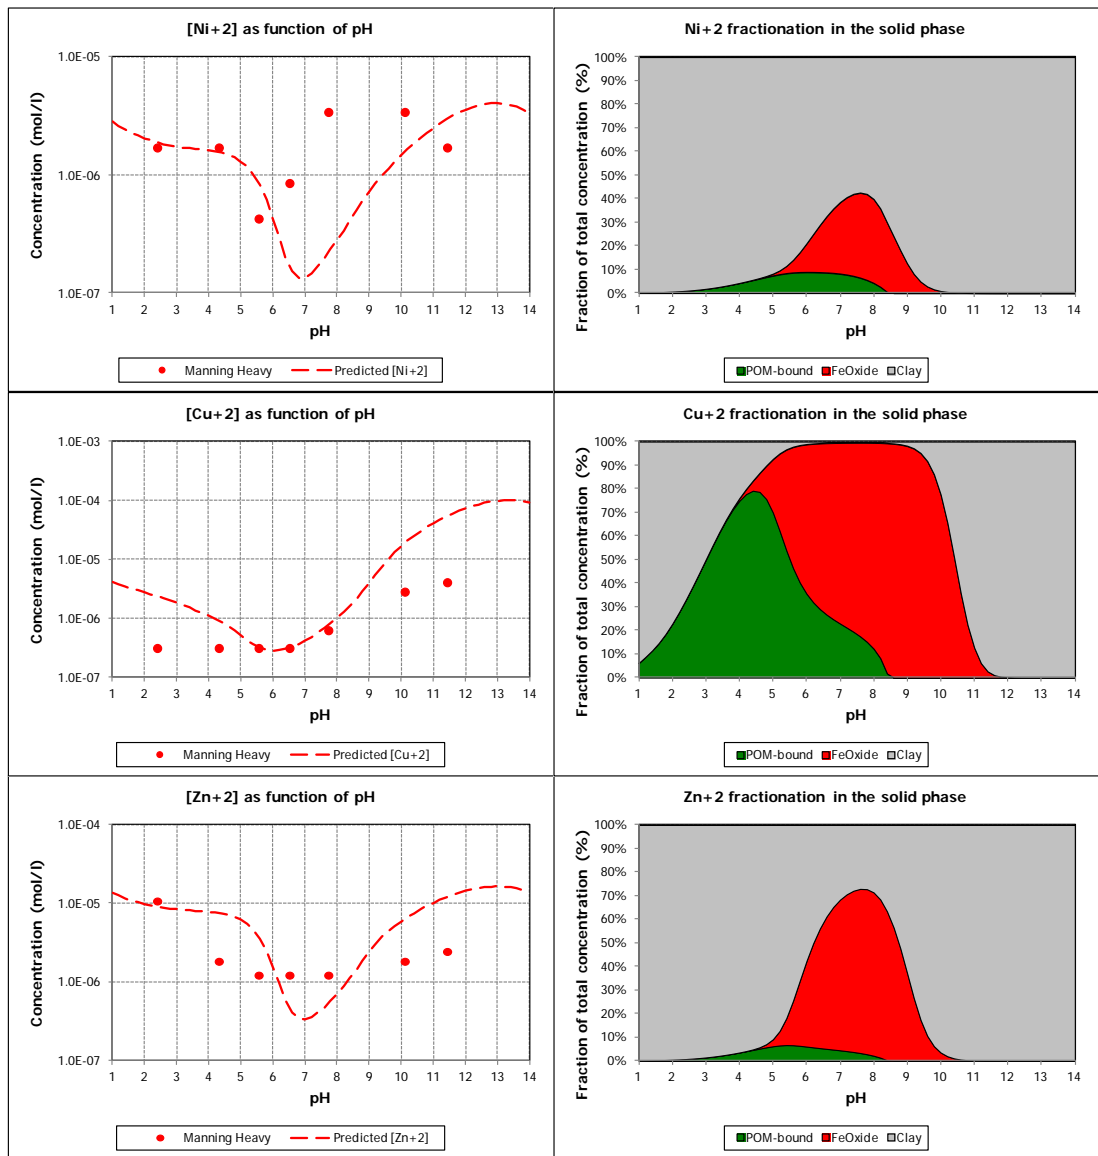 [Ni+2] as function of pH
Concentration (mol/l)
1.0E-05
1.0E-06
1.0E-07
1 2 3 4 5 6 7 8 9 10 11 12 13 14
pH
Manning Heavy Predicted [Ni+2]
Ni+2 fractionation in the solid phase
Fraction of total concentration (%)
100%
90%
80%
70%
60%
50%
40%
30%
20%
10%
0%
1 2 3 4 5 6 7 8 9 10 11 12 13 14
pH
POM-bound FeOxide Clay
[Cu+2] as function of pH
Concentration (mol/l)
1.0E-03
1.0E-04
1.0E-05
1.0E-06
1.0E-07
1 2 3 4 5 6 7 8 9 10 11 12 13 14
pH
Manning Heavy Predicted [Cu+2]
Cu+2 fractionation in the solid phase
Fraction of total concentration (%)
100%
90%
80%
70%
60%
50%
40%
30%
20%
10%
0%
1 2 3 4 5 6 7 8 9 10 11 12 13 14
pH
POM-bound FeOxide Clay
[Zn+2] as function of pH
Concentration (mol/l)
1.0E-04
1.0E-05
1.0E-06
1.0E-07
1 2 3 4 5 6 7 8 9 10 11 12 13 14
pH
Manning Heavy Predicted [Zn+2]
Zn+2 fractionation in the solid phase
Fraction of total concentration (%)
100%
90%
80%
70%
60%
50%
40%
30%
20%
10%
0%
1 2 3 4 5 6 7 8 9 10 11 12 13 14
pH
POM-bound FeOxide Clay